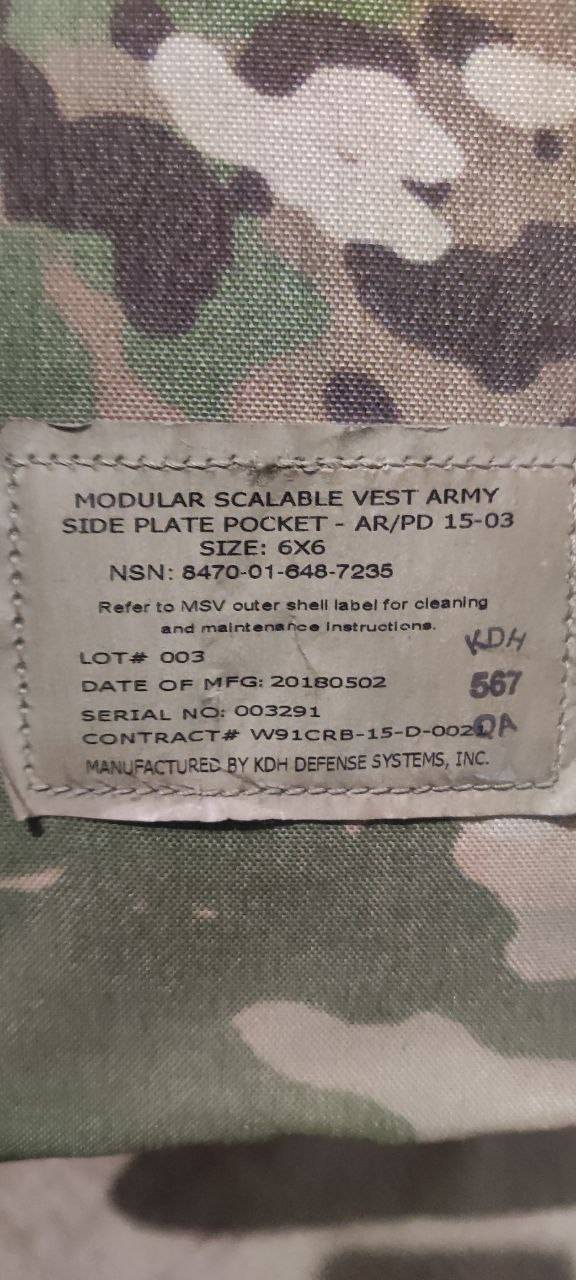 MODULAR SCALABLE VEST ARMY
SIDE PLATE POCKET - AR/PD 15-03
SIZE: 6X6
NSN: 8470-01-648-7235
Refer to MSV outer shell label for cleaning
and maintenance instructions.
LOT# 003
DATE OF MFG: 20180502
SERIAL NO: 003291
CONTRACT# W91CRB-15-D-0021
MANUFACTURED BY KDH DEFENSE SYSTEMS, INC.
KDH
567
QA